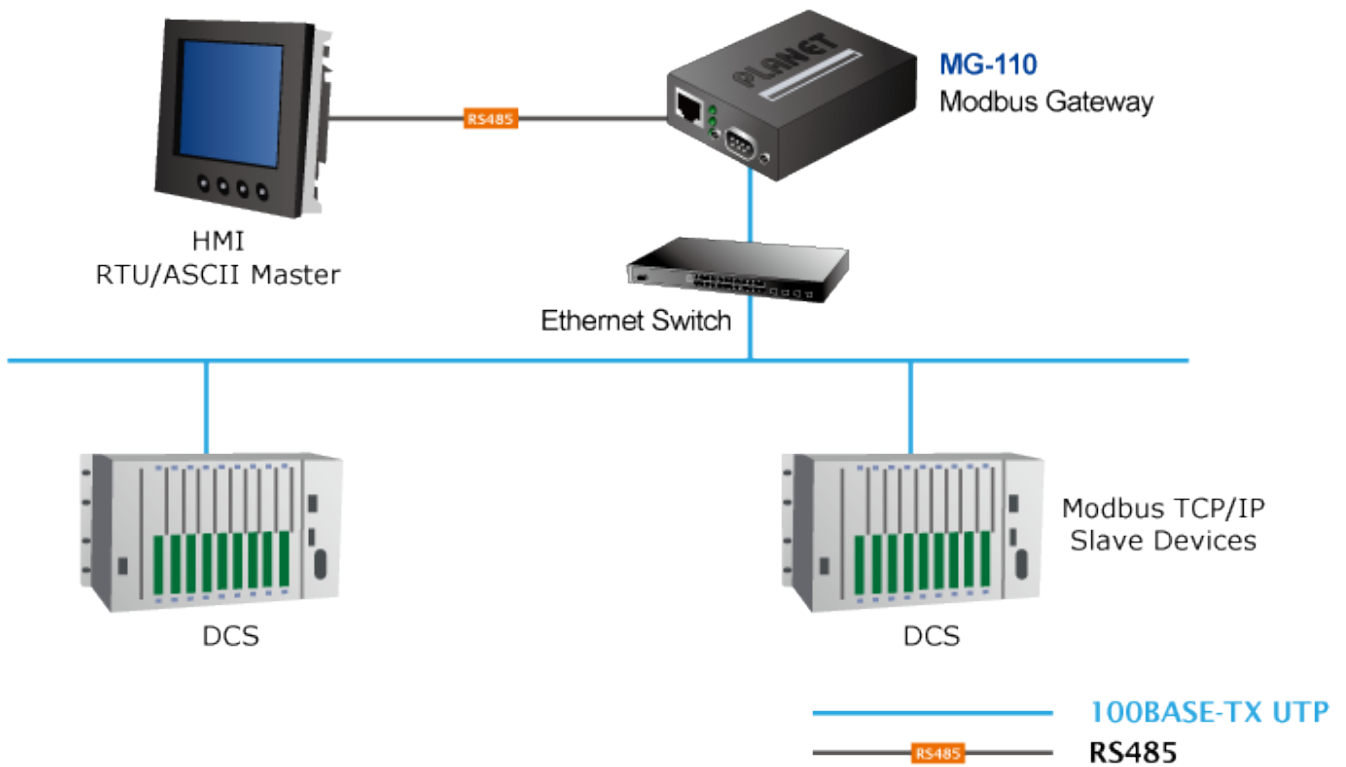 PLANET
MG-110
Modbus Gateway
RS485
HMI
RTU/ASCII Master
Ethernet Switch
Modbus TCP/IP
Slave Devices
DCS
DCS
100BASE-TX UTP
RS485
RS485